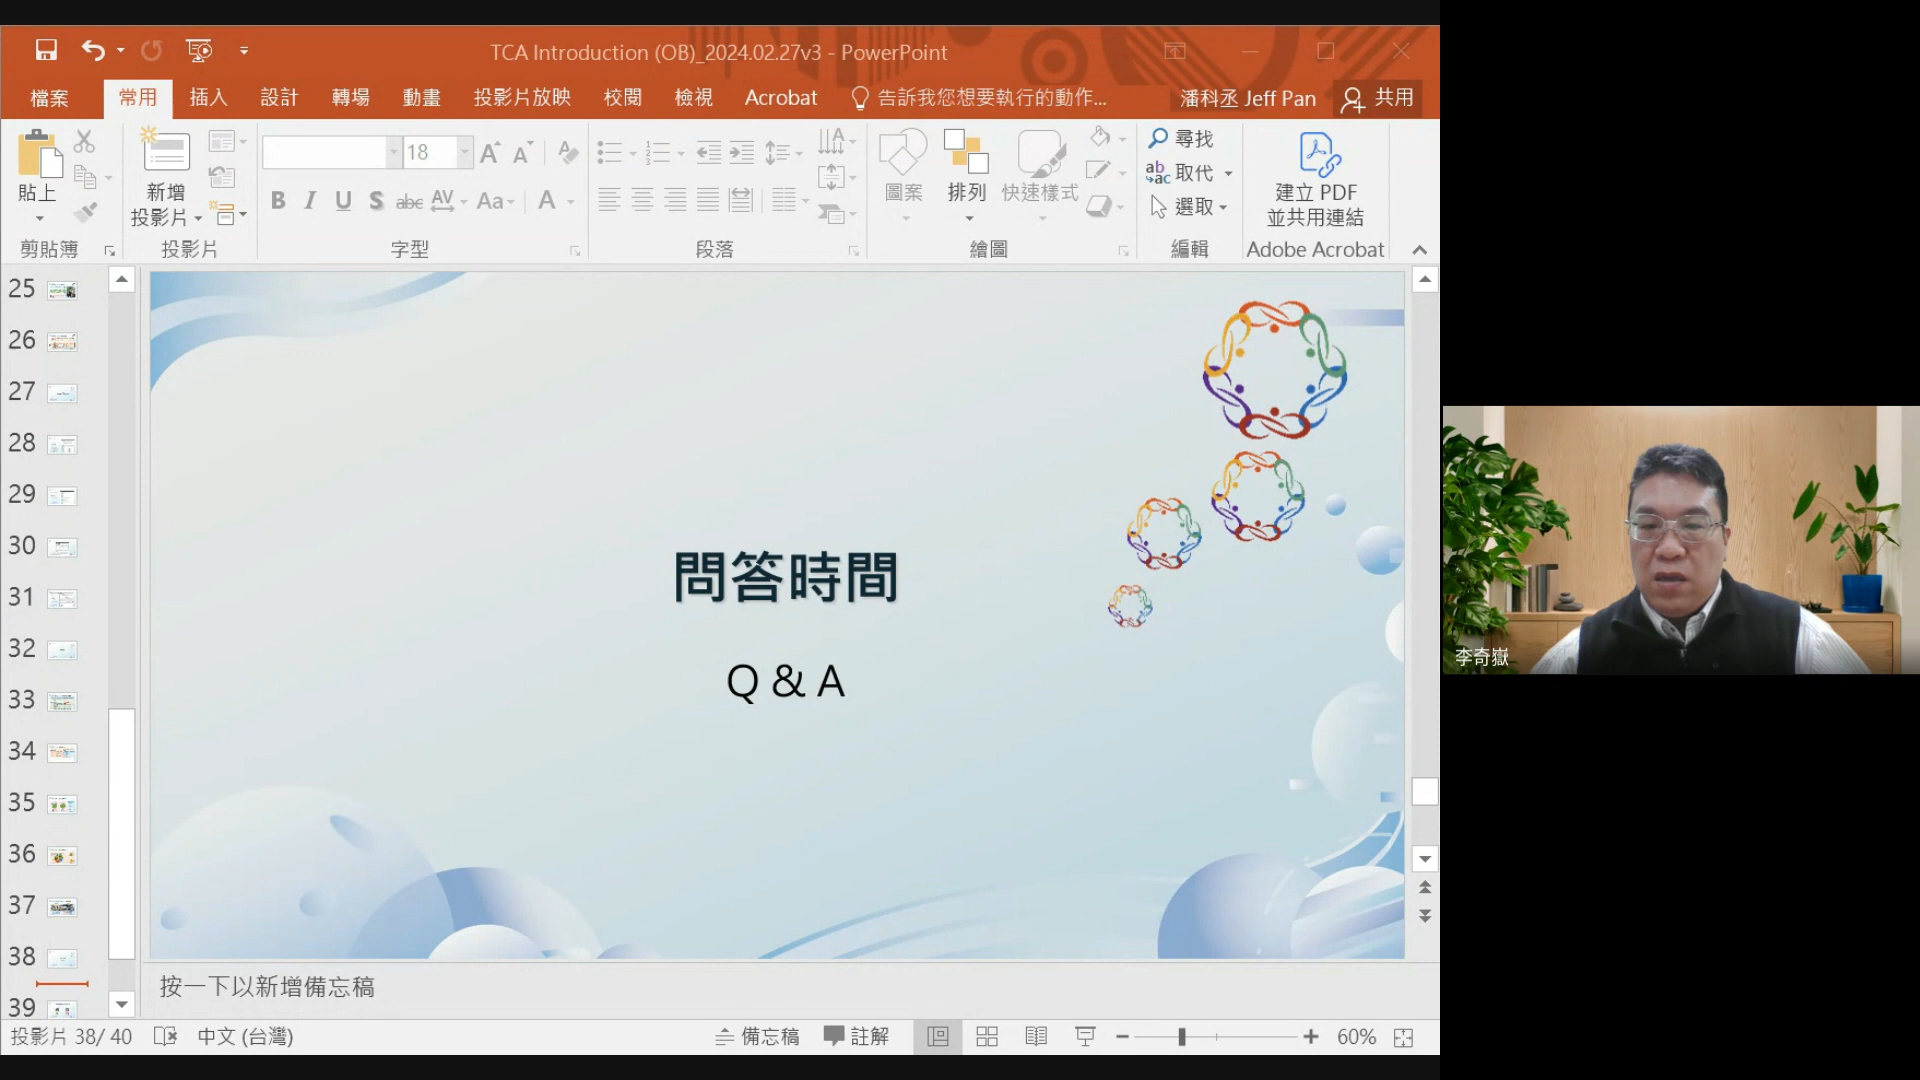 TCA Introduction (OB)_2024.02.27v3 - PowerPoint
檔案 常用 插入 設計 轉場 動畫 投影片放映 校閱 檢視 Acrobat 告訴我您想要執行的動作... 潘科丞 Jeff Pan 共用
貼上
剪貼簿
新增
投影片
投影片
18
B I U S abc AV Aa A
字型
段落
圖案
排列
快速樣式
繪圖
尋找
取代
選取
編輯
建立 PDF
並共用連結
Adobe Acrobat
25
26
27
28
29
30
31
32
33
34
35
36
37
38
39
問答時間
Q & A
李奇嶽
按一下以新增備忘稿
投影片 38/ 40 中文 (台灣) 備忘稿 註解 60%